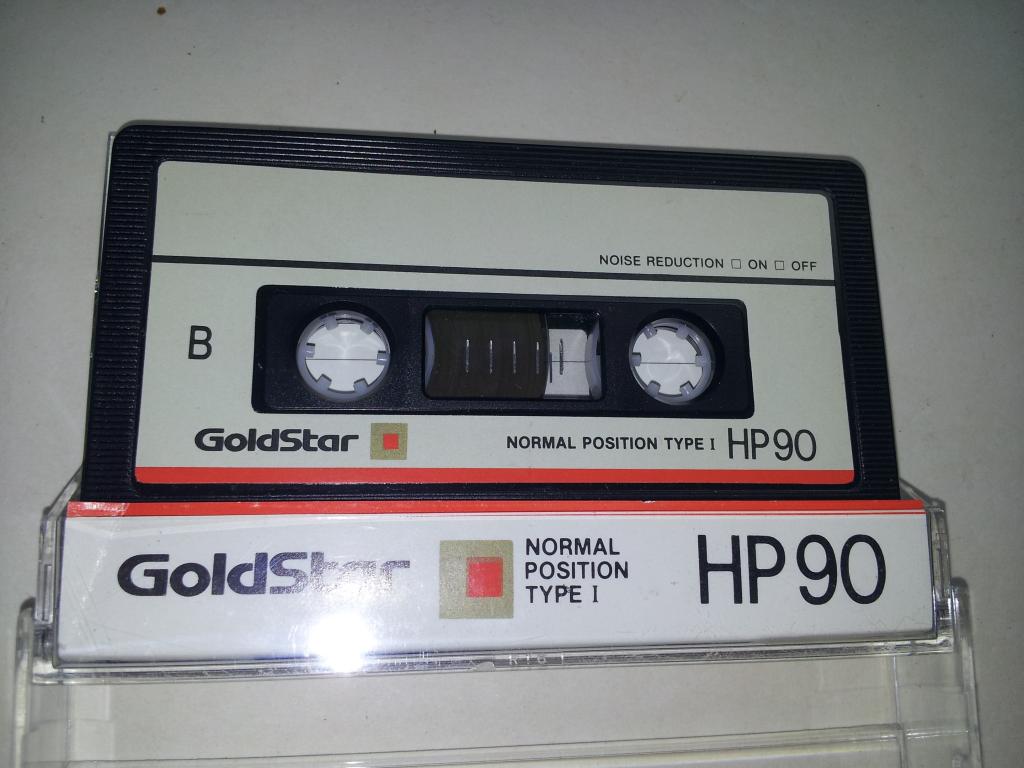 NOISE REDUCTION □ ON □ OFF
B
GoldStar NORMAL POSITION TYPE I HP90
GoldStar
NORMAL
POSITION
TYPE I
HP90